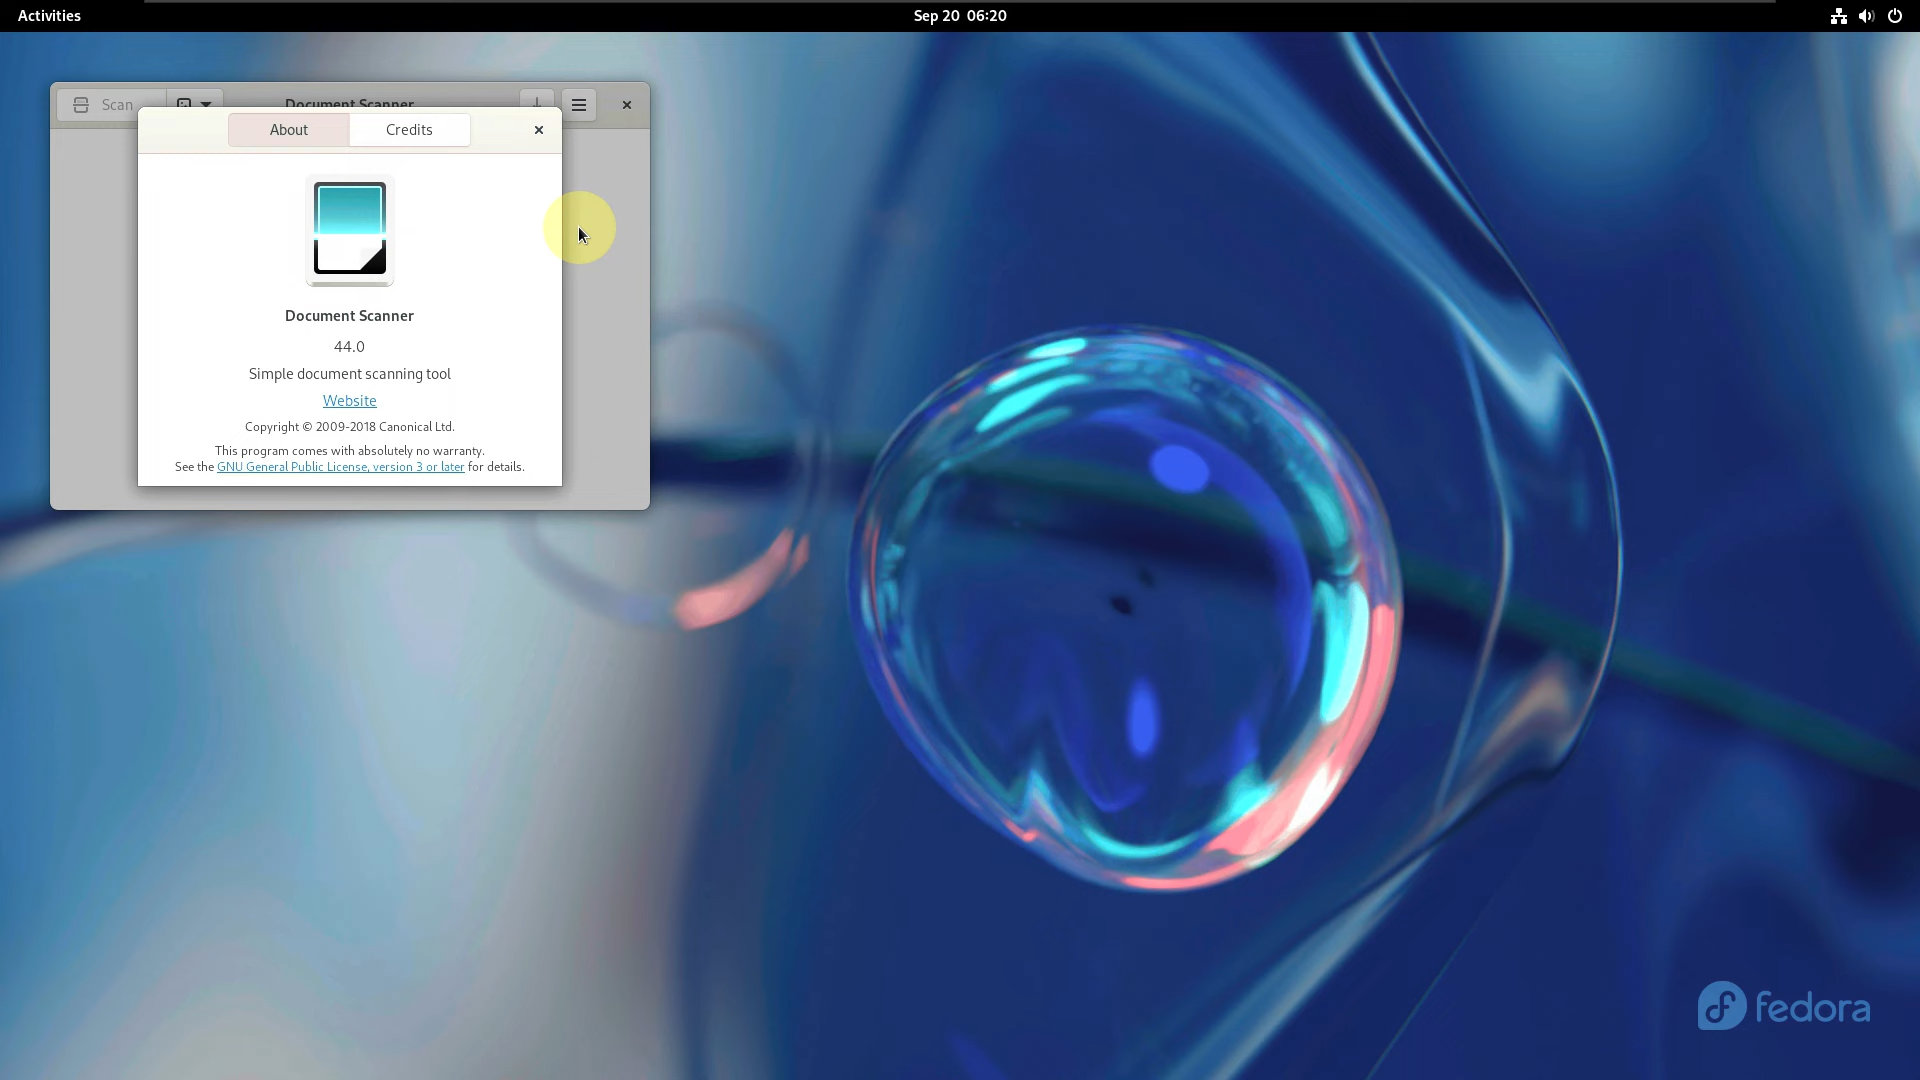 Activities
Sep 20 06:20
Scan
Document Scanner
About
Credits
Document Scanner
44.0
Simple document scanning tool
Website
Copyright © 2009-2018 Canonical Ltd.
This program comes with absolutely no warranty.
See the GNU General Public License, version 3 or later for details.
fedora